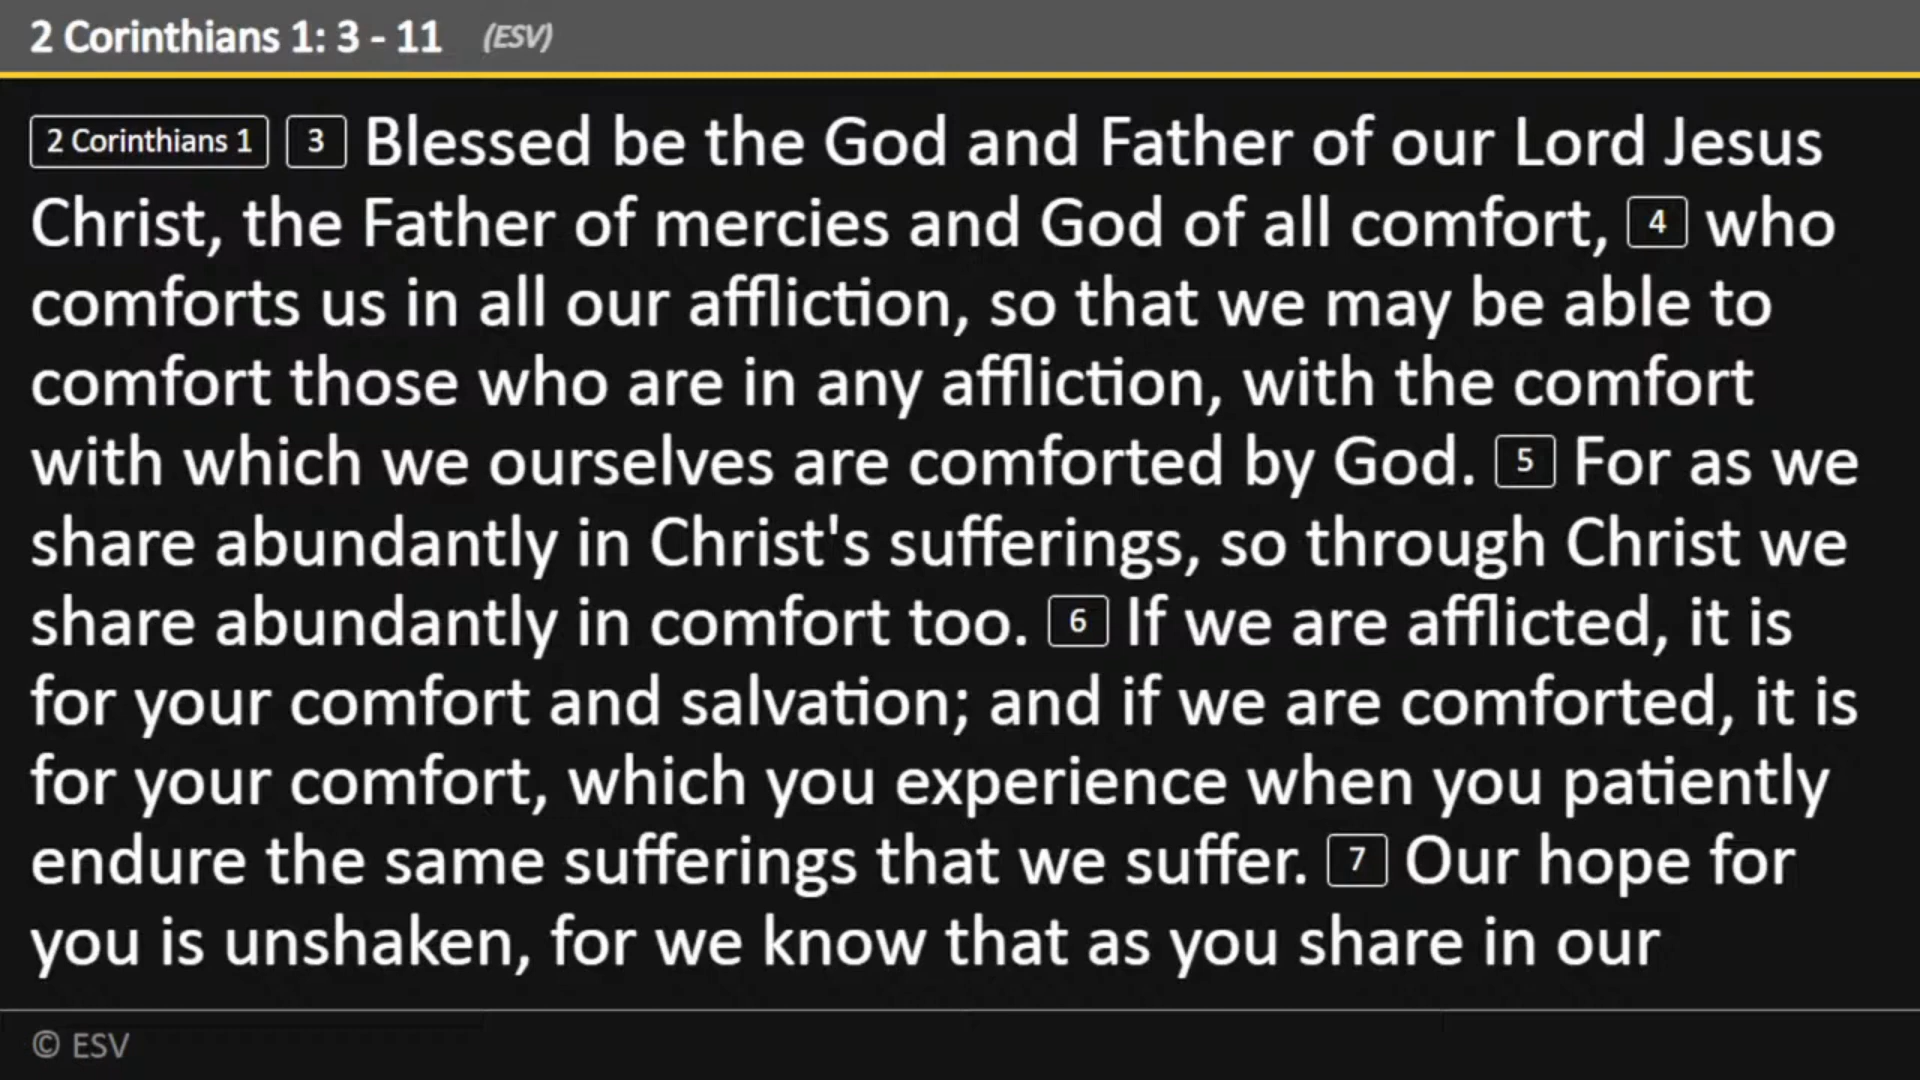 2 Corinthians 1: 3 - 11 (ESV)
2 Corinthians 1 3 Blessed be the God and Father of our Lord Jesus
Christ, the Father of mercies and God of all comfort, 4 who
comforts us in all our affliction, so that we may be able to
comfort those who are in any affliction, with the comfort
with which we ourselves are comforted by God. 5 For as we
share abundantly in Christ's sufferings, so through Christ we
share abundantly in comfort too. 6 If we are afflicted, it is
for your comfort and salvation; and if we are comforted, it is
for your comfort, which you experience when you patiently
endure the same sufferings that we suffer. 7 Our hope for
you is unshaken, for we know that as you share in our
© ESV